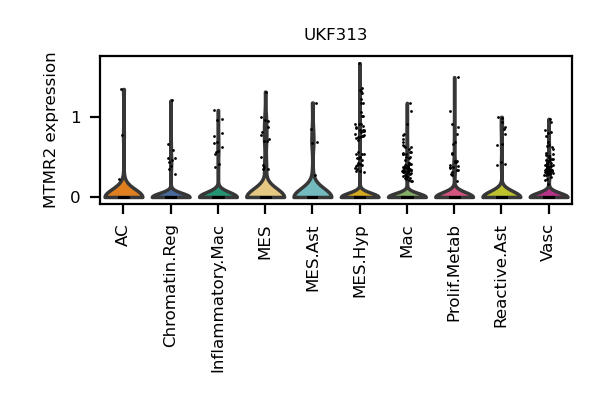 UKF313
MTMR2 expression
1
0
AC
Chromatin.Reg
Inflammatory.Mac
MES
MES.Ast
MES.Hyp
Mac
Prolif.Metab
Reactive.Ast
Vasc